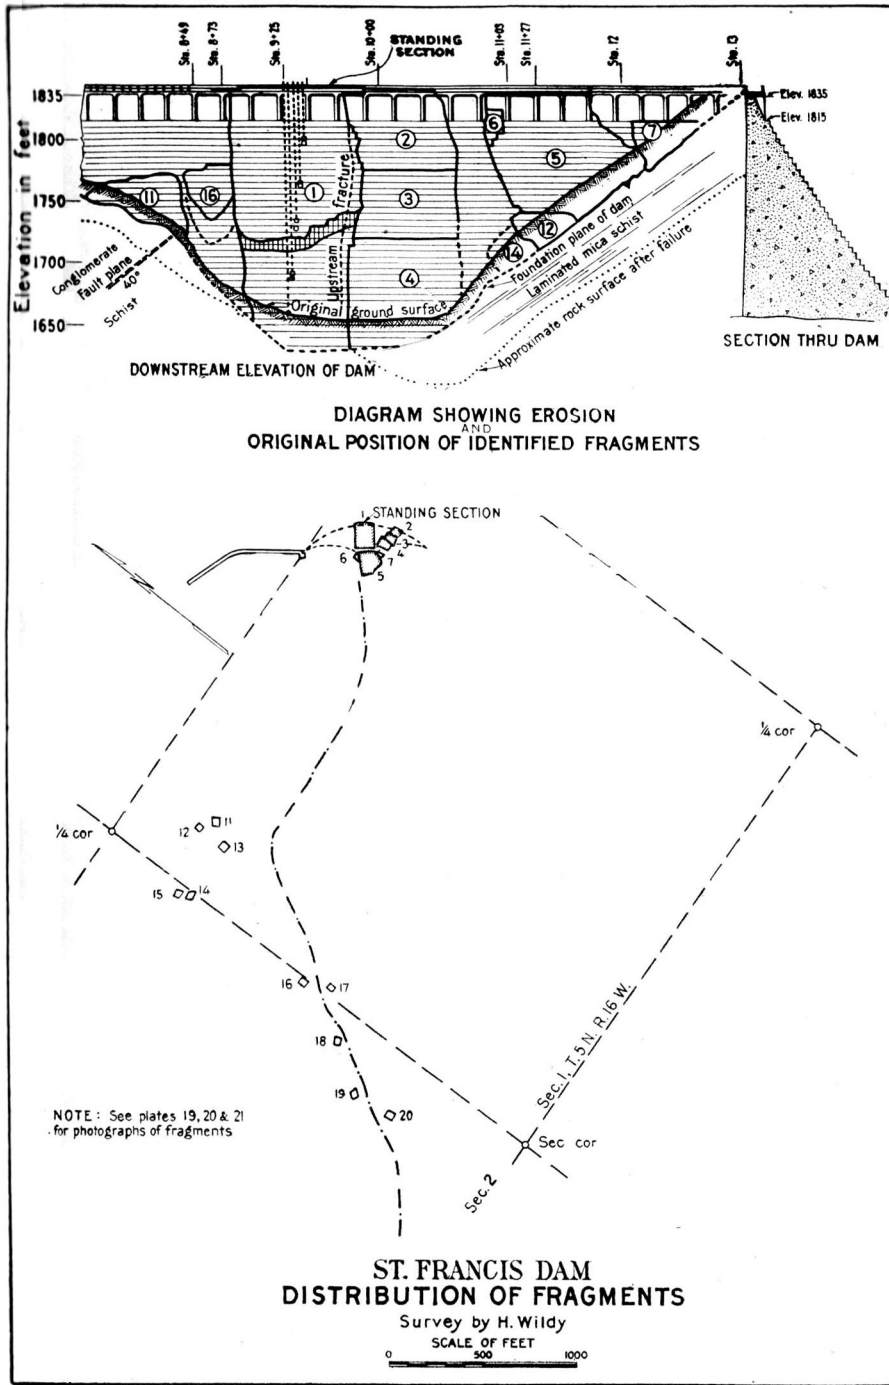 Sta. 8+49
Sta. 8+73
Sta. 9+25
Sta. 10+00
Sta. 11+03
Sta. 11+27
Sta. 12
Sta. 13
STANDING
SECTION
Elevation in feet
1835
1800
1750
1700
1650
Elev. 1835
Elev. 1815
11
16
1
2
3
4
5
6
7
12
14
Upstream fracture
Conglomerate
Fault plane
40°
Schist
Original ground surface
Foundation plane of dam
Laminated mica schist
Approximate rock surface after failure
DOWNSTREAM ELEVATION OF DAM
SECTION THRU DAM
DIAGRAM SHOWING EROSION
AND
ORIGINAL POSITION OF IDENTIFIED FRAGMENTS
1
STANDING SECTION
2
3
4
6
7
5
1/4 cor
1/4 cor
12
11
13
15
14
16
17
18
19
20
Sec. 1, T. 5 N. R. 16 W.
Sec cor
Sec. 2
NOTE: See plates 19, 20 & 21
for photographs of fragments
ST. FRANCIS DAM
DISTRIBUTION OF FRAGMENTS
Survey by H. Wildy
SCALE OF FEET
0 500 1000